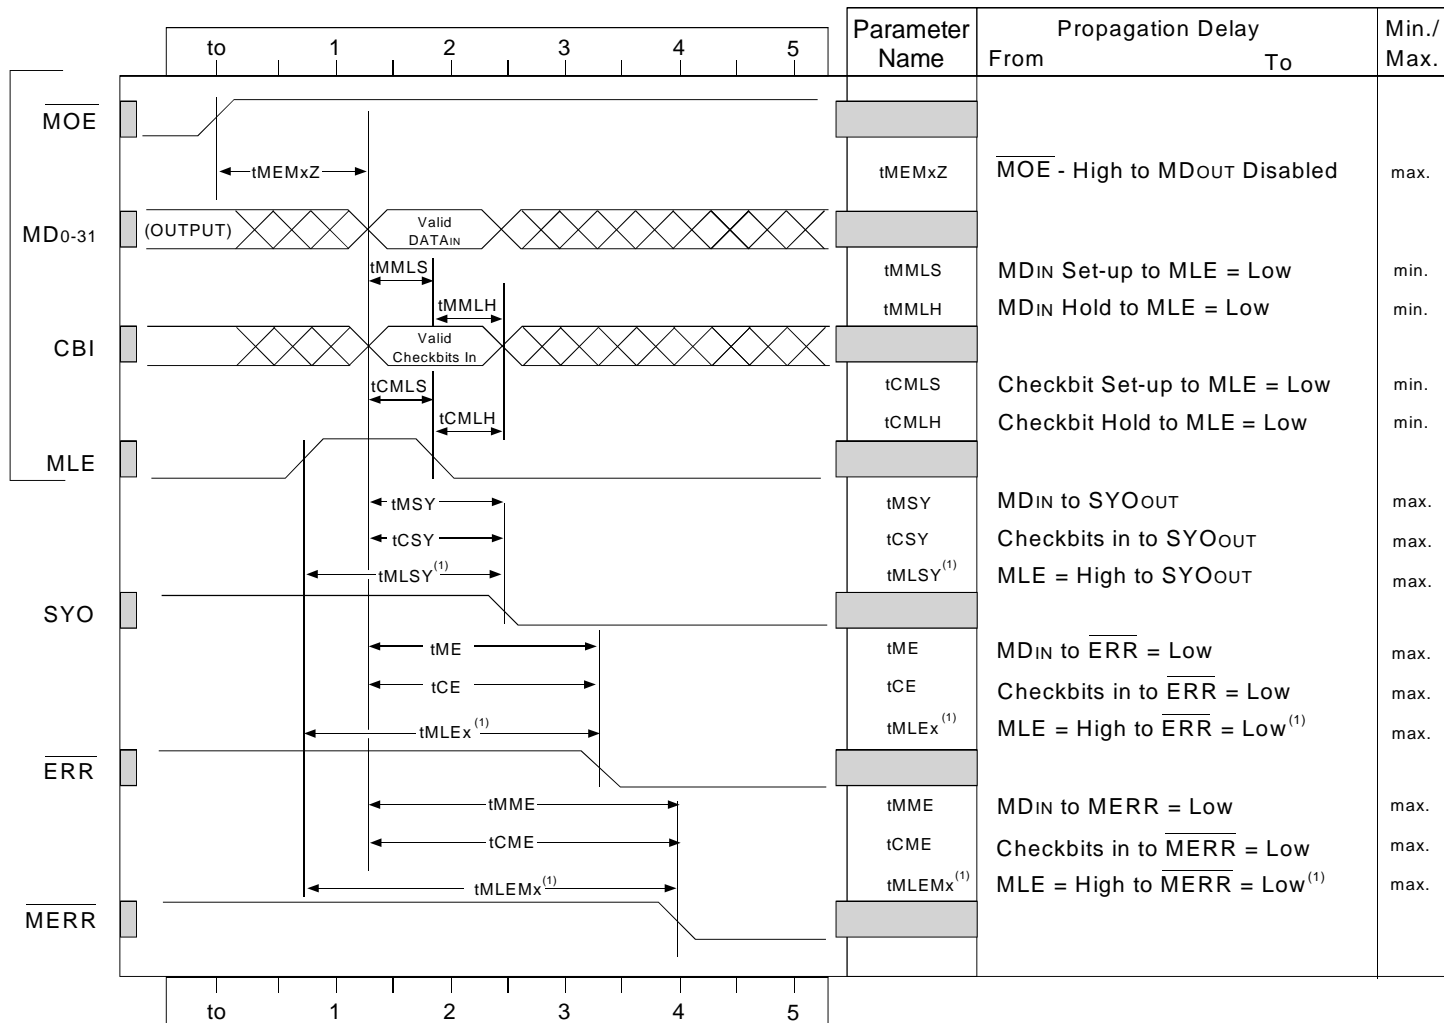 to 1 2 3 4 5
Parameter Name
Propagation Delay
From To
Min./ Max.
MOE
tMEMxZ
tMEMxZ MOE - High to MDOUT Disabled max.
MD0-31
(OUTPUT)
Valid
DATAIN
tMMLS
tMMLS MDIN Set-up to MLE = Low min.
tMMLH
tMMLH MDIN Hold to MLE = Low min.
CBI
Valid
Checkbits In
tCMLS
tCMLS Checkbit Set-up to MLE = Low min.
tCMLH
tCMLH Checkbit Hold to MLE = Low min.
MLE
tMSY
tMSY MDIN to SYOOUT max.
tCSY
tCSY Checkbits in to SYOOUT max.
tMLSY(1)
tMLSY(1) MLE = High to SYOOUT max.
SYO
tME
tME MDIN to ERR = Low max.
tCE
tCE Checkbits in to ERR = Low max.
tMLEx(1)
tMLEx(1) MLE = High to ERR = Low(1) max.
ERR
tMME
tMME MDIN to MERR = Low max.
tCME
tCME Checkbits in to MERR = Low max.
tMLEMx(1)
tMLEMx(1) MLE = High to MERR = Low(1) max.
MERR
to 1 2 3 4 5